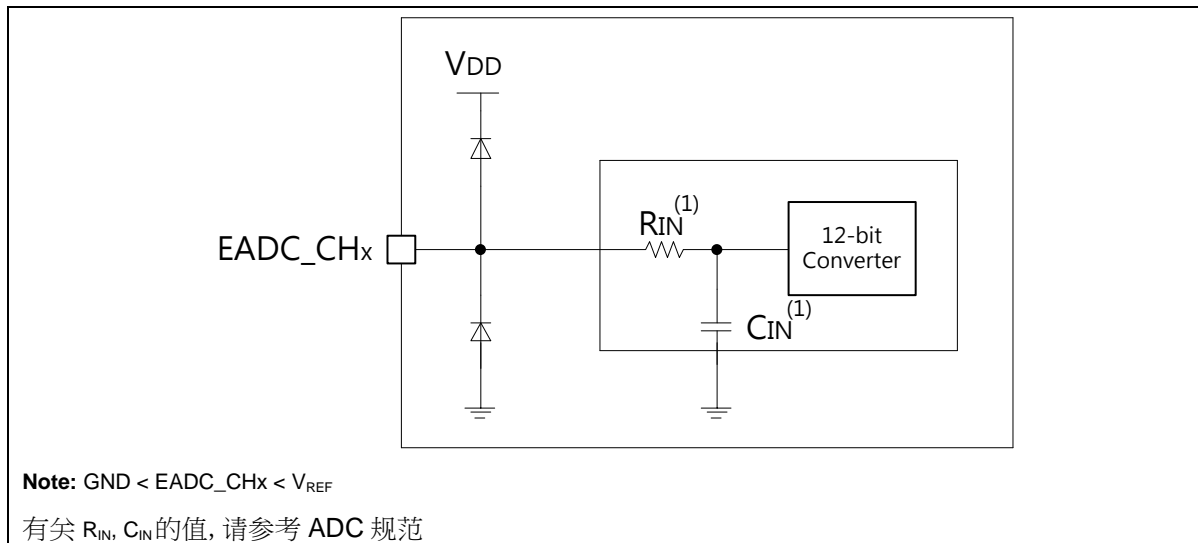 VDD
EADC_CHx
RIN(1)
12-bit
Converter
CIN(1)
Note: GND < EADC_CHx < VREF
有关 RIN, CIN的值, 请参考 ADC 规范